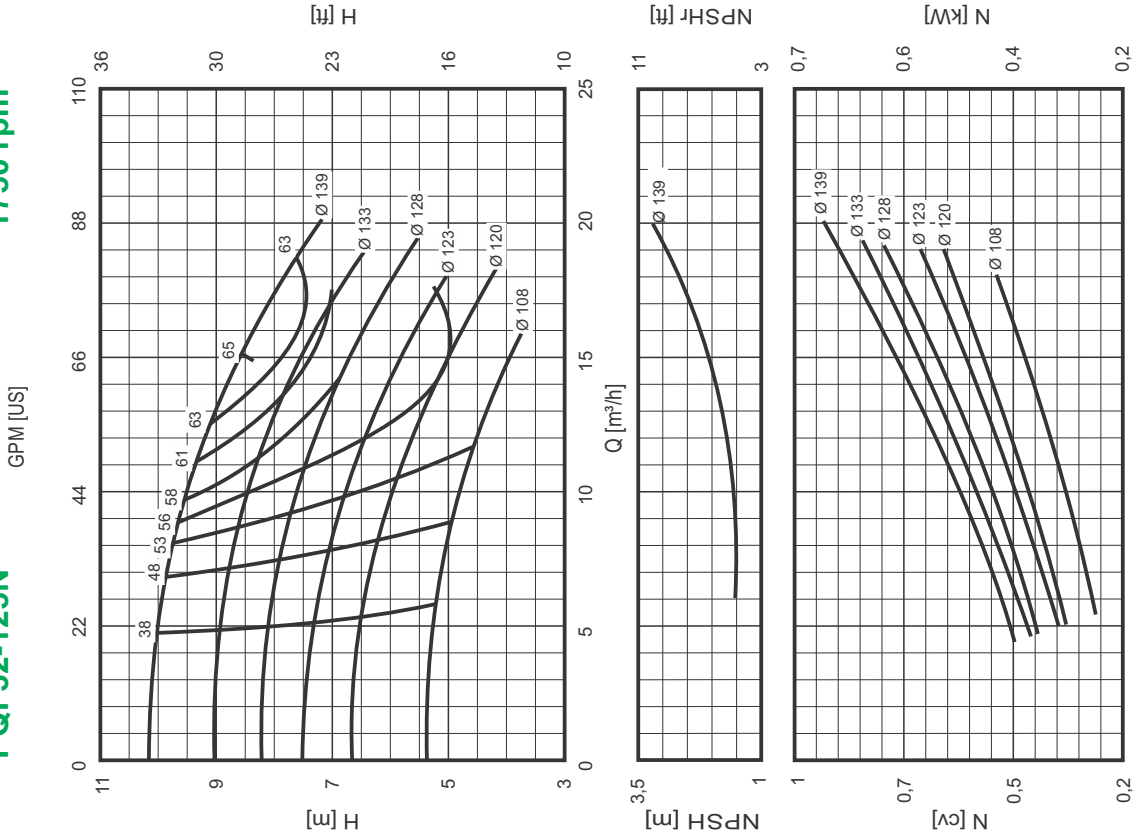 32-125N
1750 rpm
GPM [US]
0 22 44 66 88 110
H [m]
11
9
7
5
3
H [ft]
36
30
23
16
10
38
48
53
56
58
61
63
65
63
Ø 139
Ø 133
Ø 128
Ø 123
Ø 120
Ø 108
0 5 10 15 20 25
Q [m³/h]
NPSH [m]
3,5
1
NPSHr [ft]
11
3
Ø 139
N [cv]
1
0,7
0,5
0,2
N [kW]
0,7
0,6
0,4
0,2
Ø 139
Ø 133
Ø 128
Ø 123
Ø 120
Ø 108